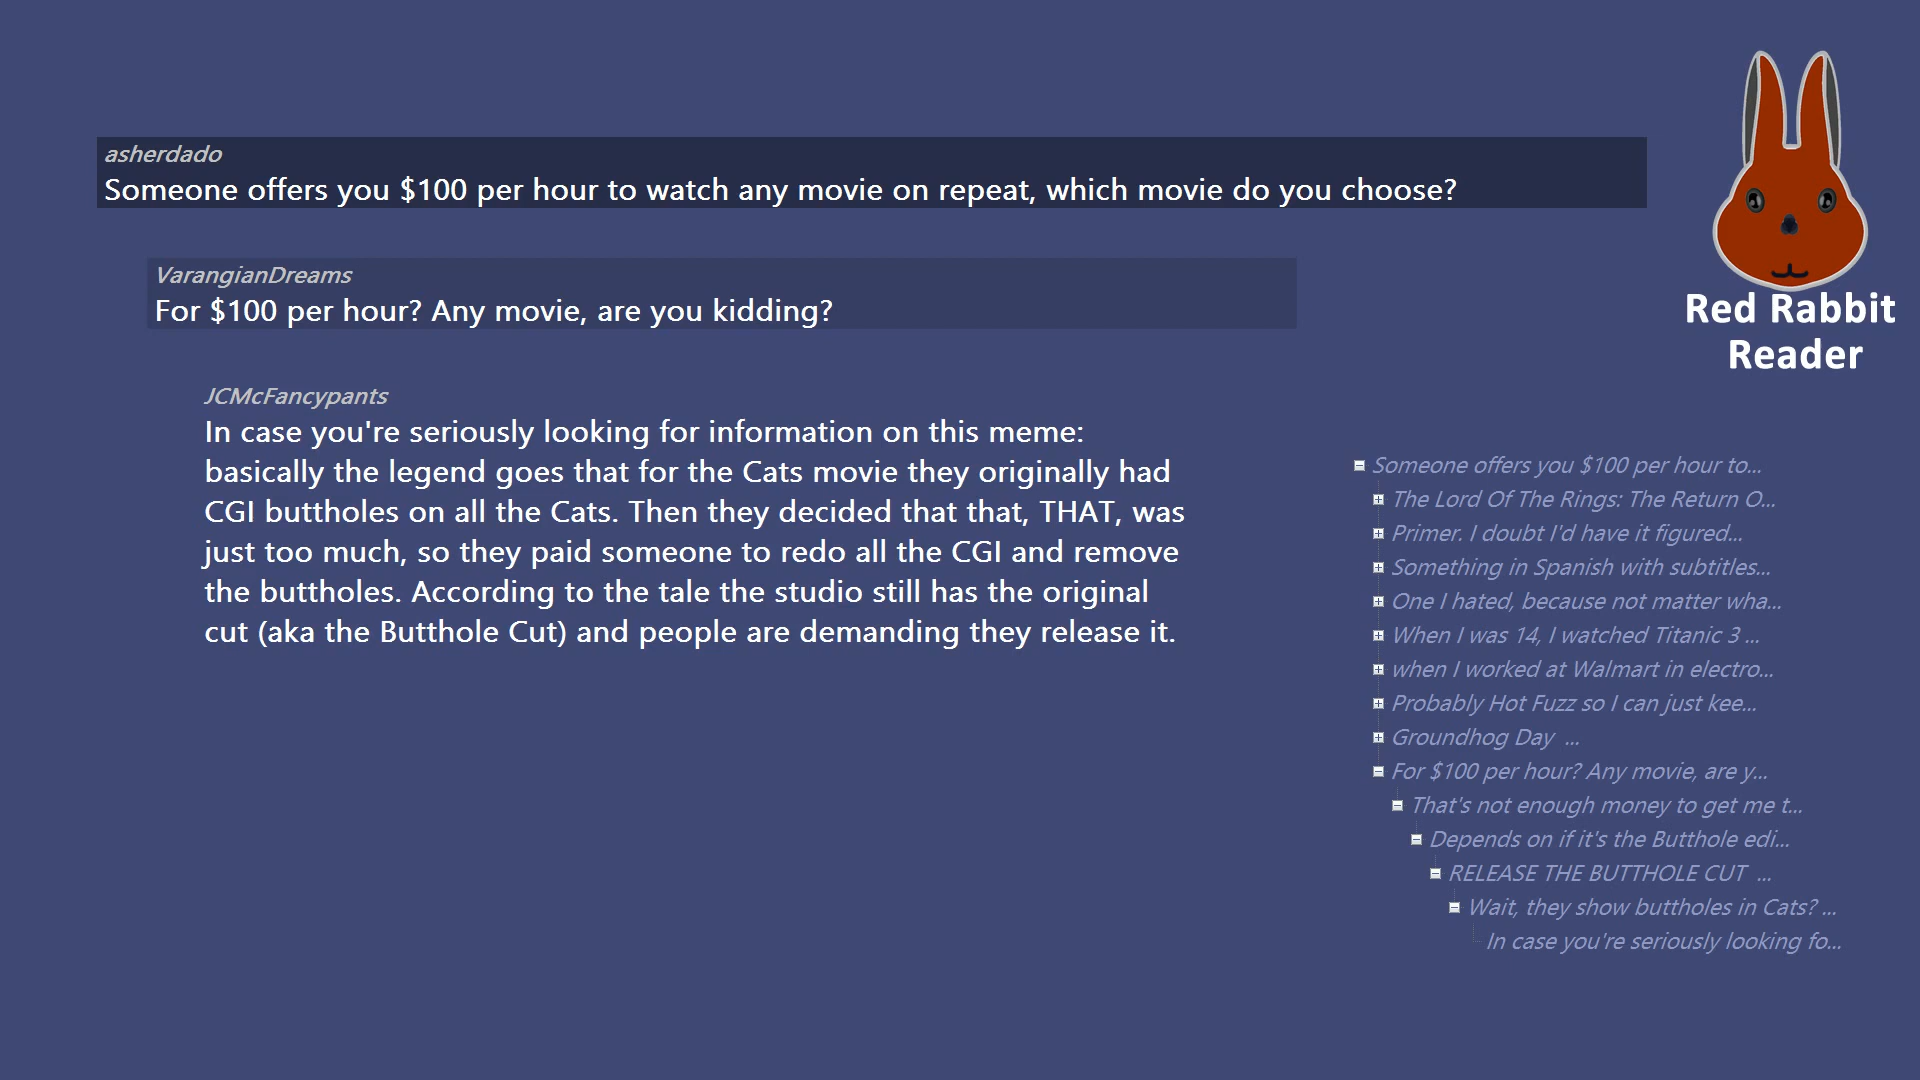 asherdado
Someone offers you $100 per hour to watch any movie on repeat, which movie do you choose?
VarangianDreams
For $100 per hour? Any movie, are you kidding?
JCMcFancypants
In case you're seriously looking for information on this meme:
basically the legend goes that for the Cats movie they originally had
CGI buttholes on all the Cats. Then they decided that that, THAT, was
just too much, so they paid someone to redo all the CGI and remove
the buttholes. According to the tale the studio still has the original
cut (aka the Butthole Cut) and people are demanding they release it.
Red Rabbit
Reader
Someone offers you $100 per hour to...
The Lord Of The Rings: The Return O...
Primer. I doubt I'd have it figured...
Something in Spanish with subtitles...
One I hated, because not matter wha...
When I was 14, I watched Titanic 3 ...
when I worked at Walmart in electro...
Probably Hot Fuzz so I can just kee...
Groundhog Day ...
For $100 per hour? Any movie, are y...
That's not enough money to get me t...
Depends on if it's the Butthole edi...
RELEASE THE BUTTHOLE CUT ...
Wait, they show buttholes in Cats? ...
In case you're seriously looking fo...